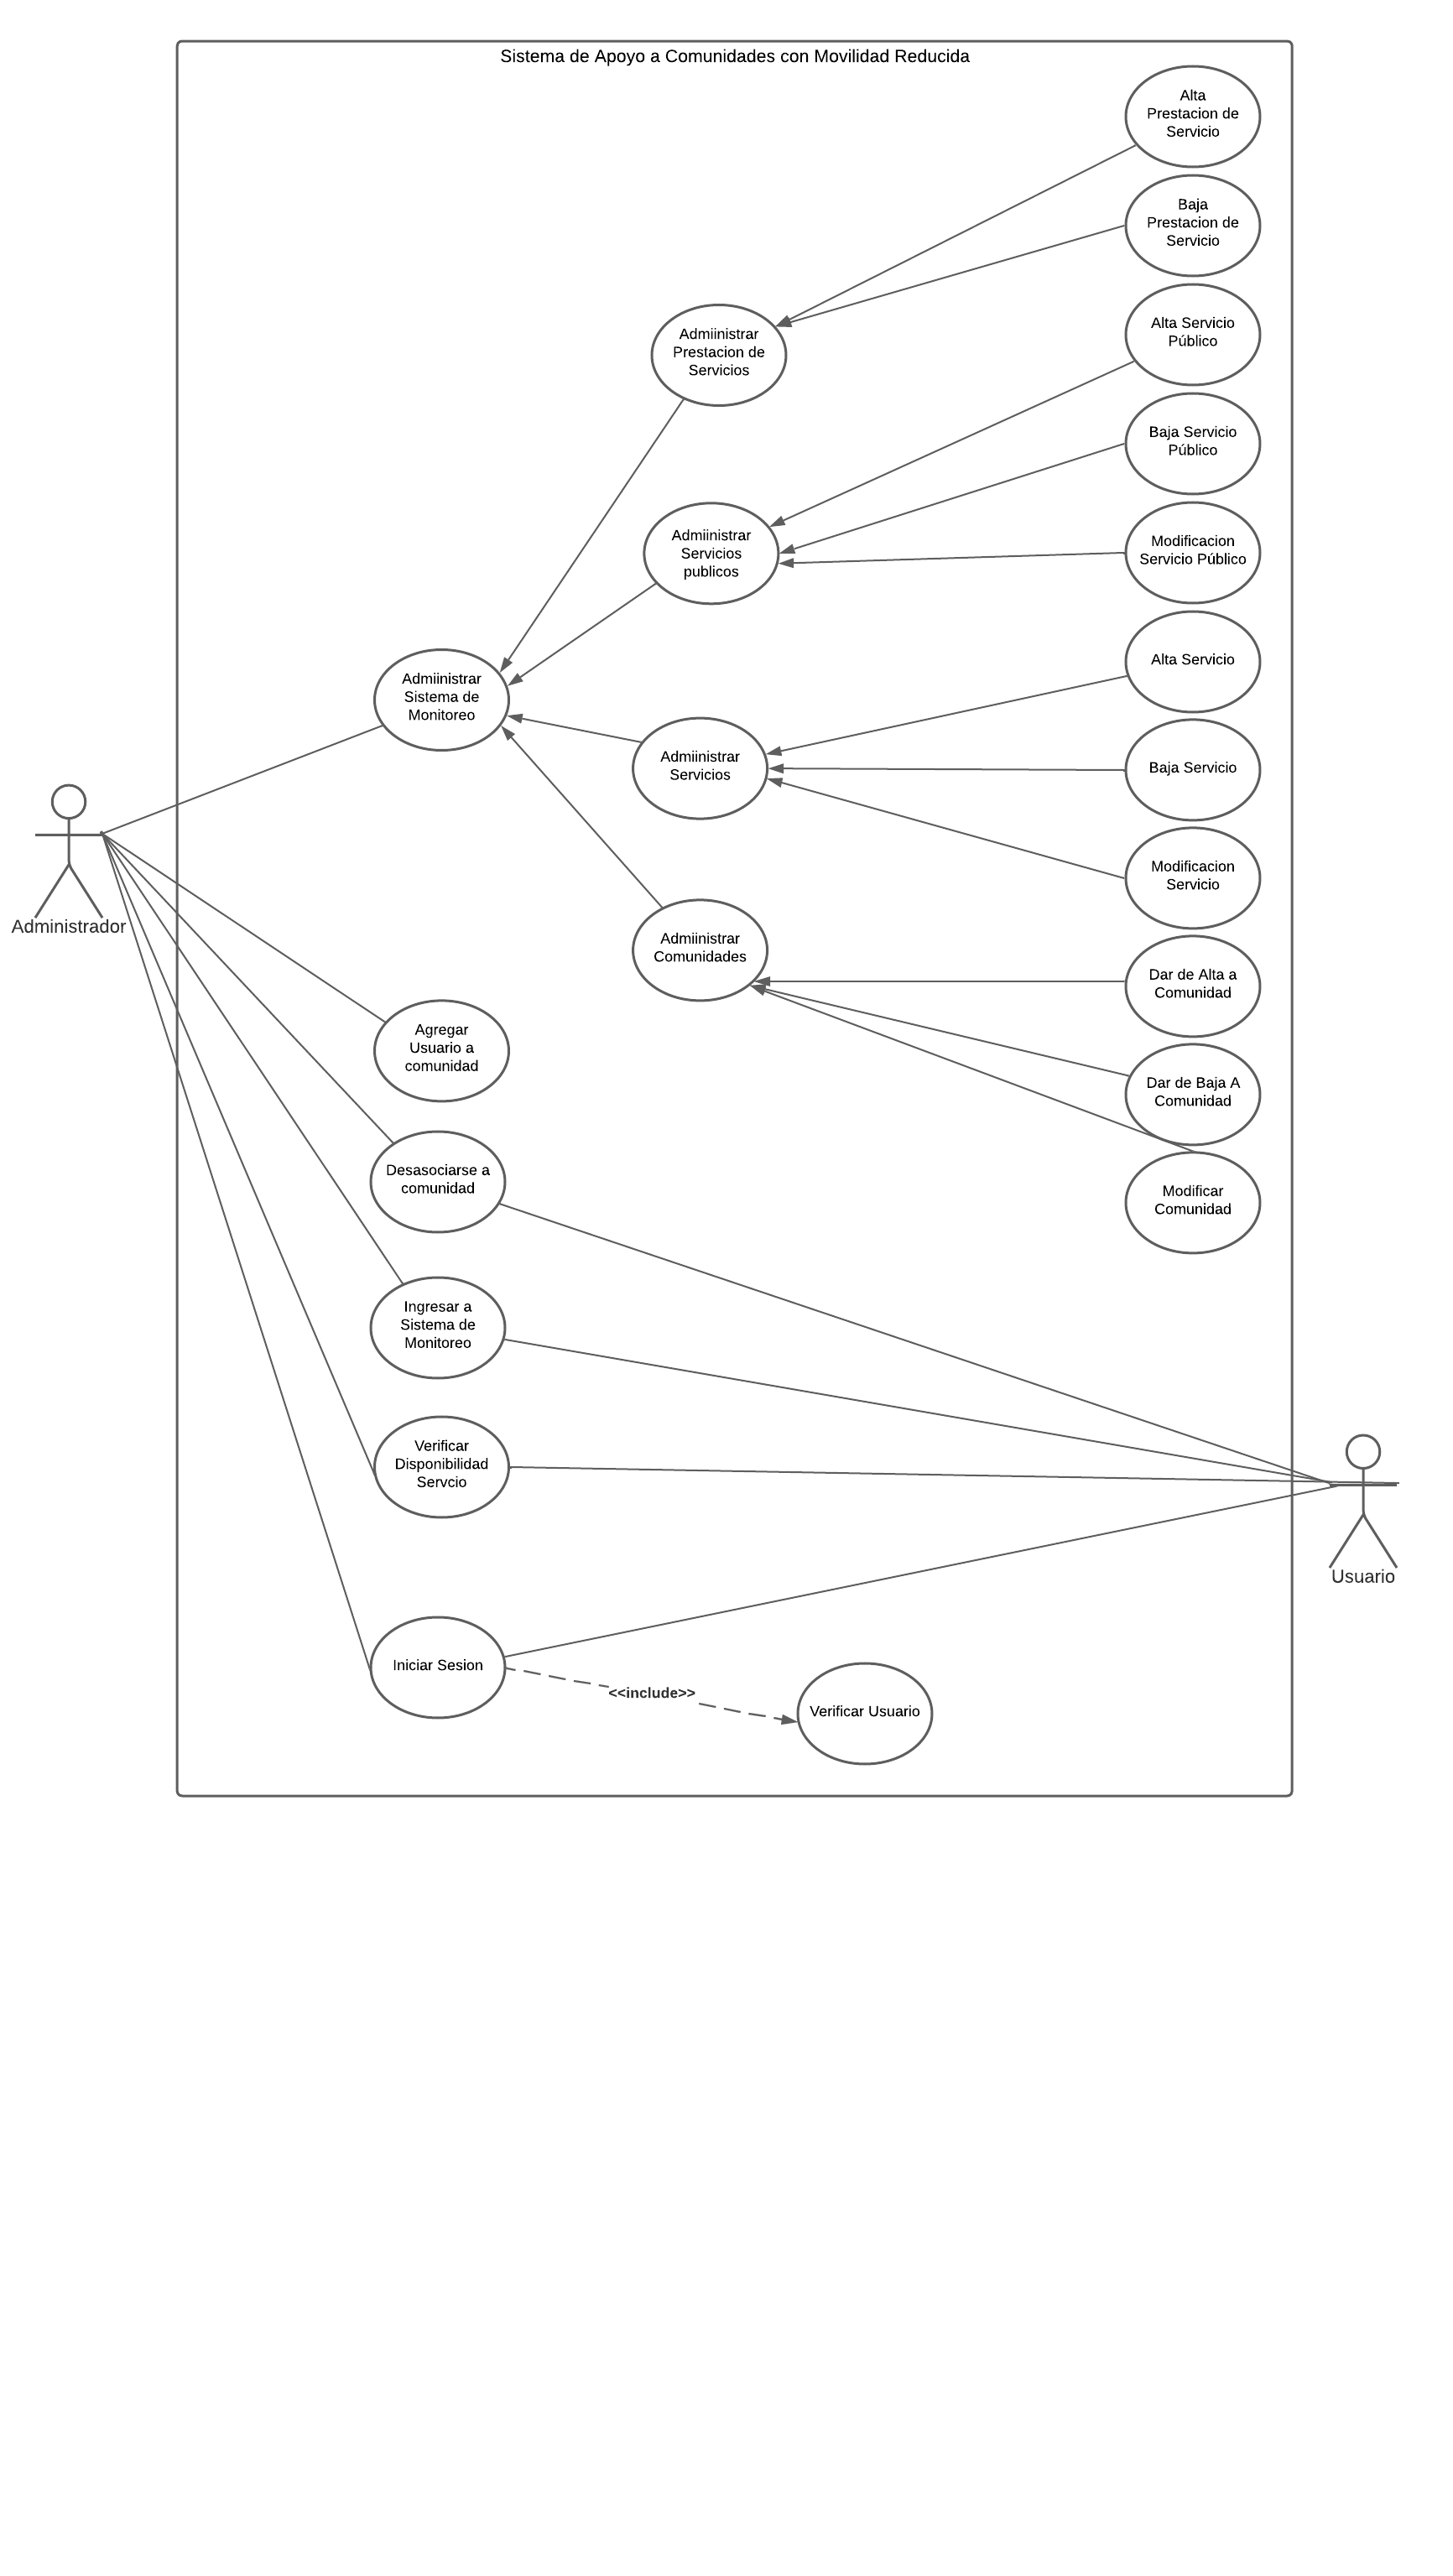 Sistema de Apoyo a Comunidades con Movilidad Reducida
Alta
Prestacion de
Servicio
Baja
Prestacion de
Servicio
Admiinistrar
Prestacion de
Servicios
Alta Servicio
Público
Baja Servicio
Público
Admiinistrar
Servicios
publicos
Modificacion
Servicio Público
Admiinistrar
Sistema de
Monitoreo
Alta Servicio
Admiinistrar
Servicios
Baja Servicio
Modificacion
Servicio
Administrador
Admiinistrar
Comunidades
Dar de Alta a
Comunidad
Agregar
Usuario a
comunidad
Dar de Baja A
Comunidad
Desasociarse a
comunidad
Modificar
Comunidad
Ingresar a
Sistema de
Monitoreo
Verificar
Disponibilidad
Servcio
Usuario
Iniciar Sesion
<<include>>
Verificar Usuario